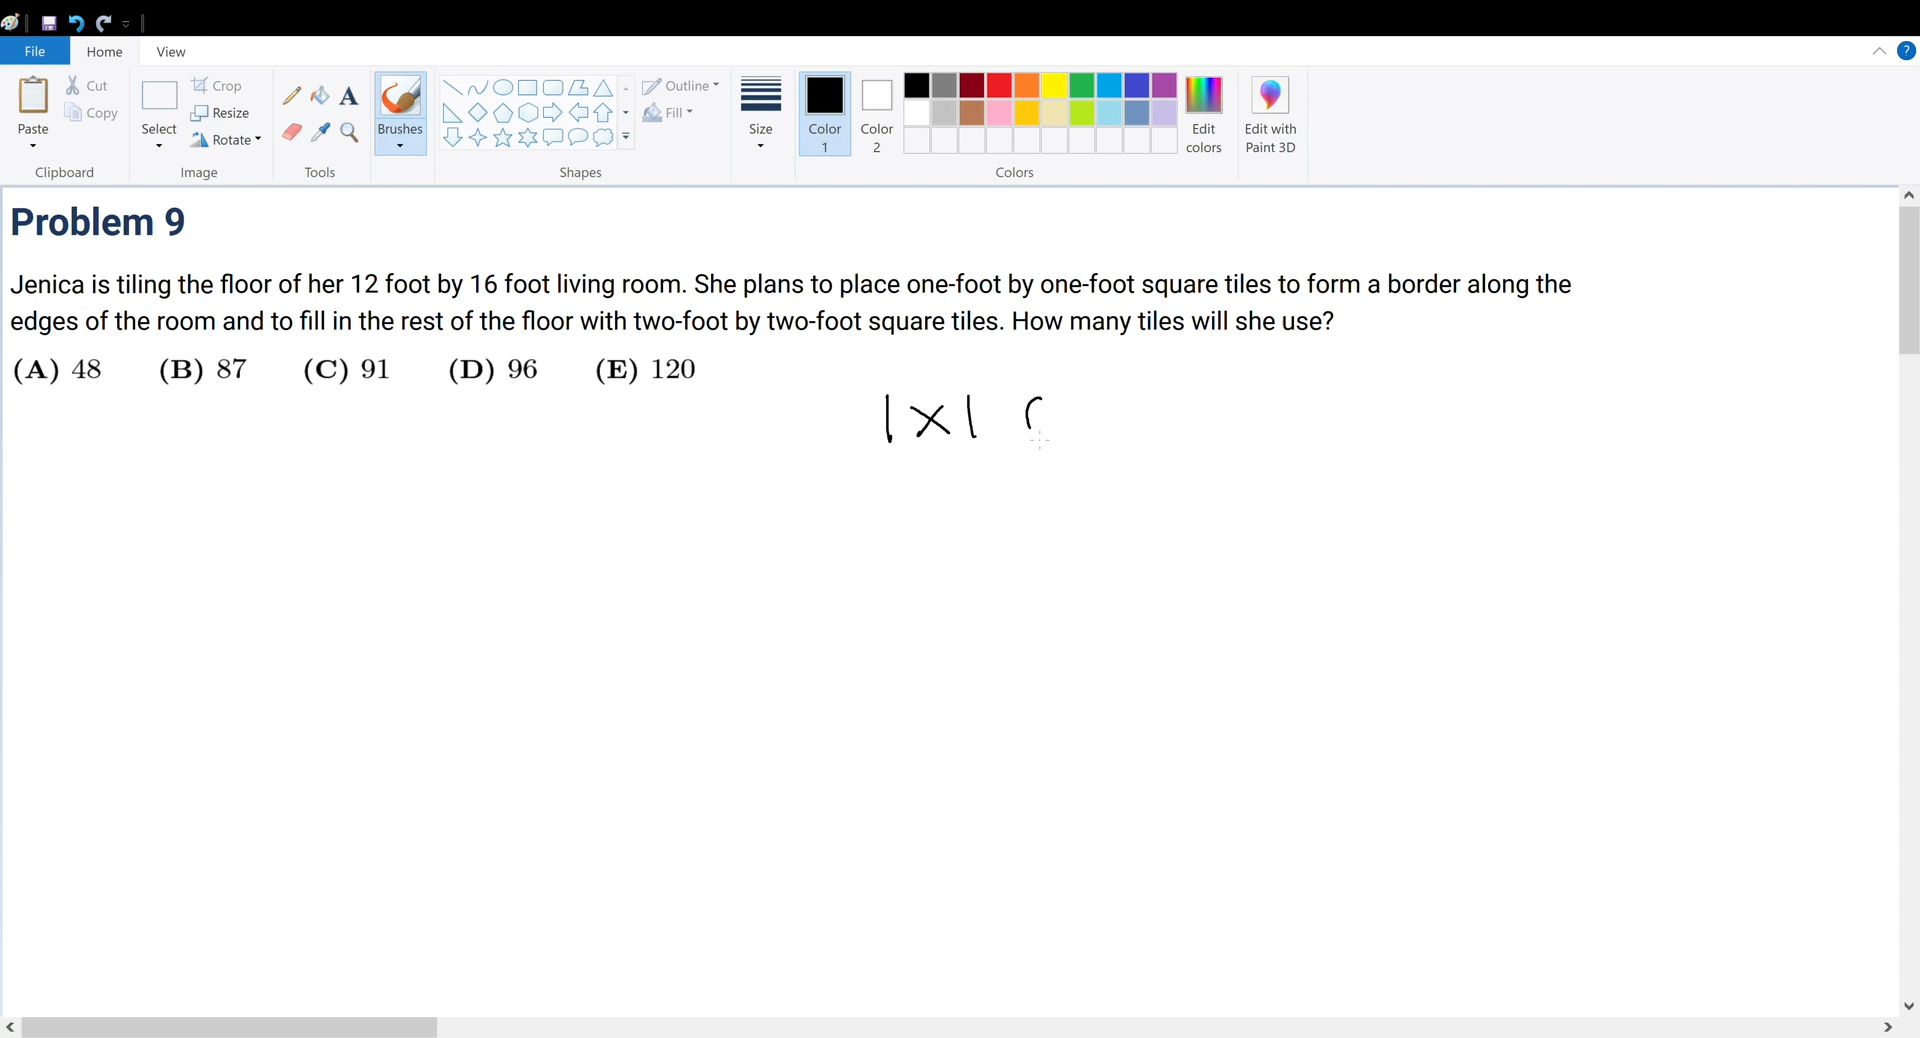 File Home View ?
Paste Cut Copy Select Crop Resize Rotate A Brushes Outline Fill Size Color 1 Color 2 Edit colors Edit with Paint 3D
Clipboard Image Tools Shapes Colors
Problem 9
Jenica is tiling the floor of her 12 foot by 16 foot living room. She plans to place one-foot by one-foot square tiles to form a border along the
edges of the room and to fill in the rest of the floor with two-foot by two-foot square tiles. How many tiles will she use?
(A) 48 (B) 87 (C) 91 (D) 96 (E) 120
1×1